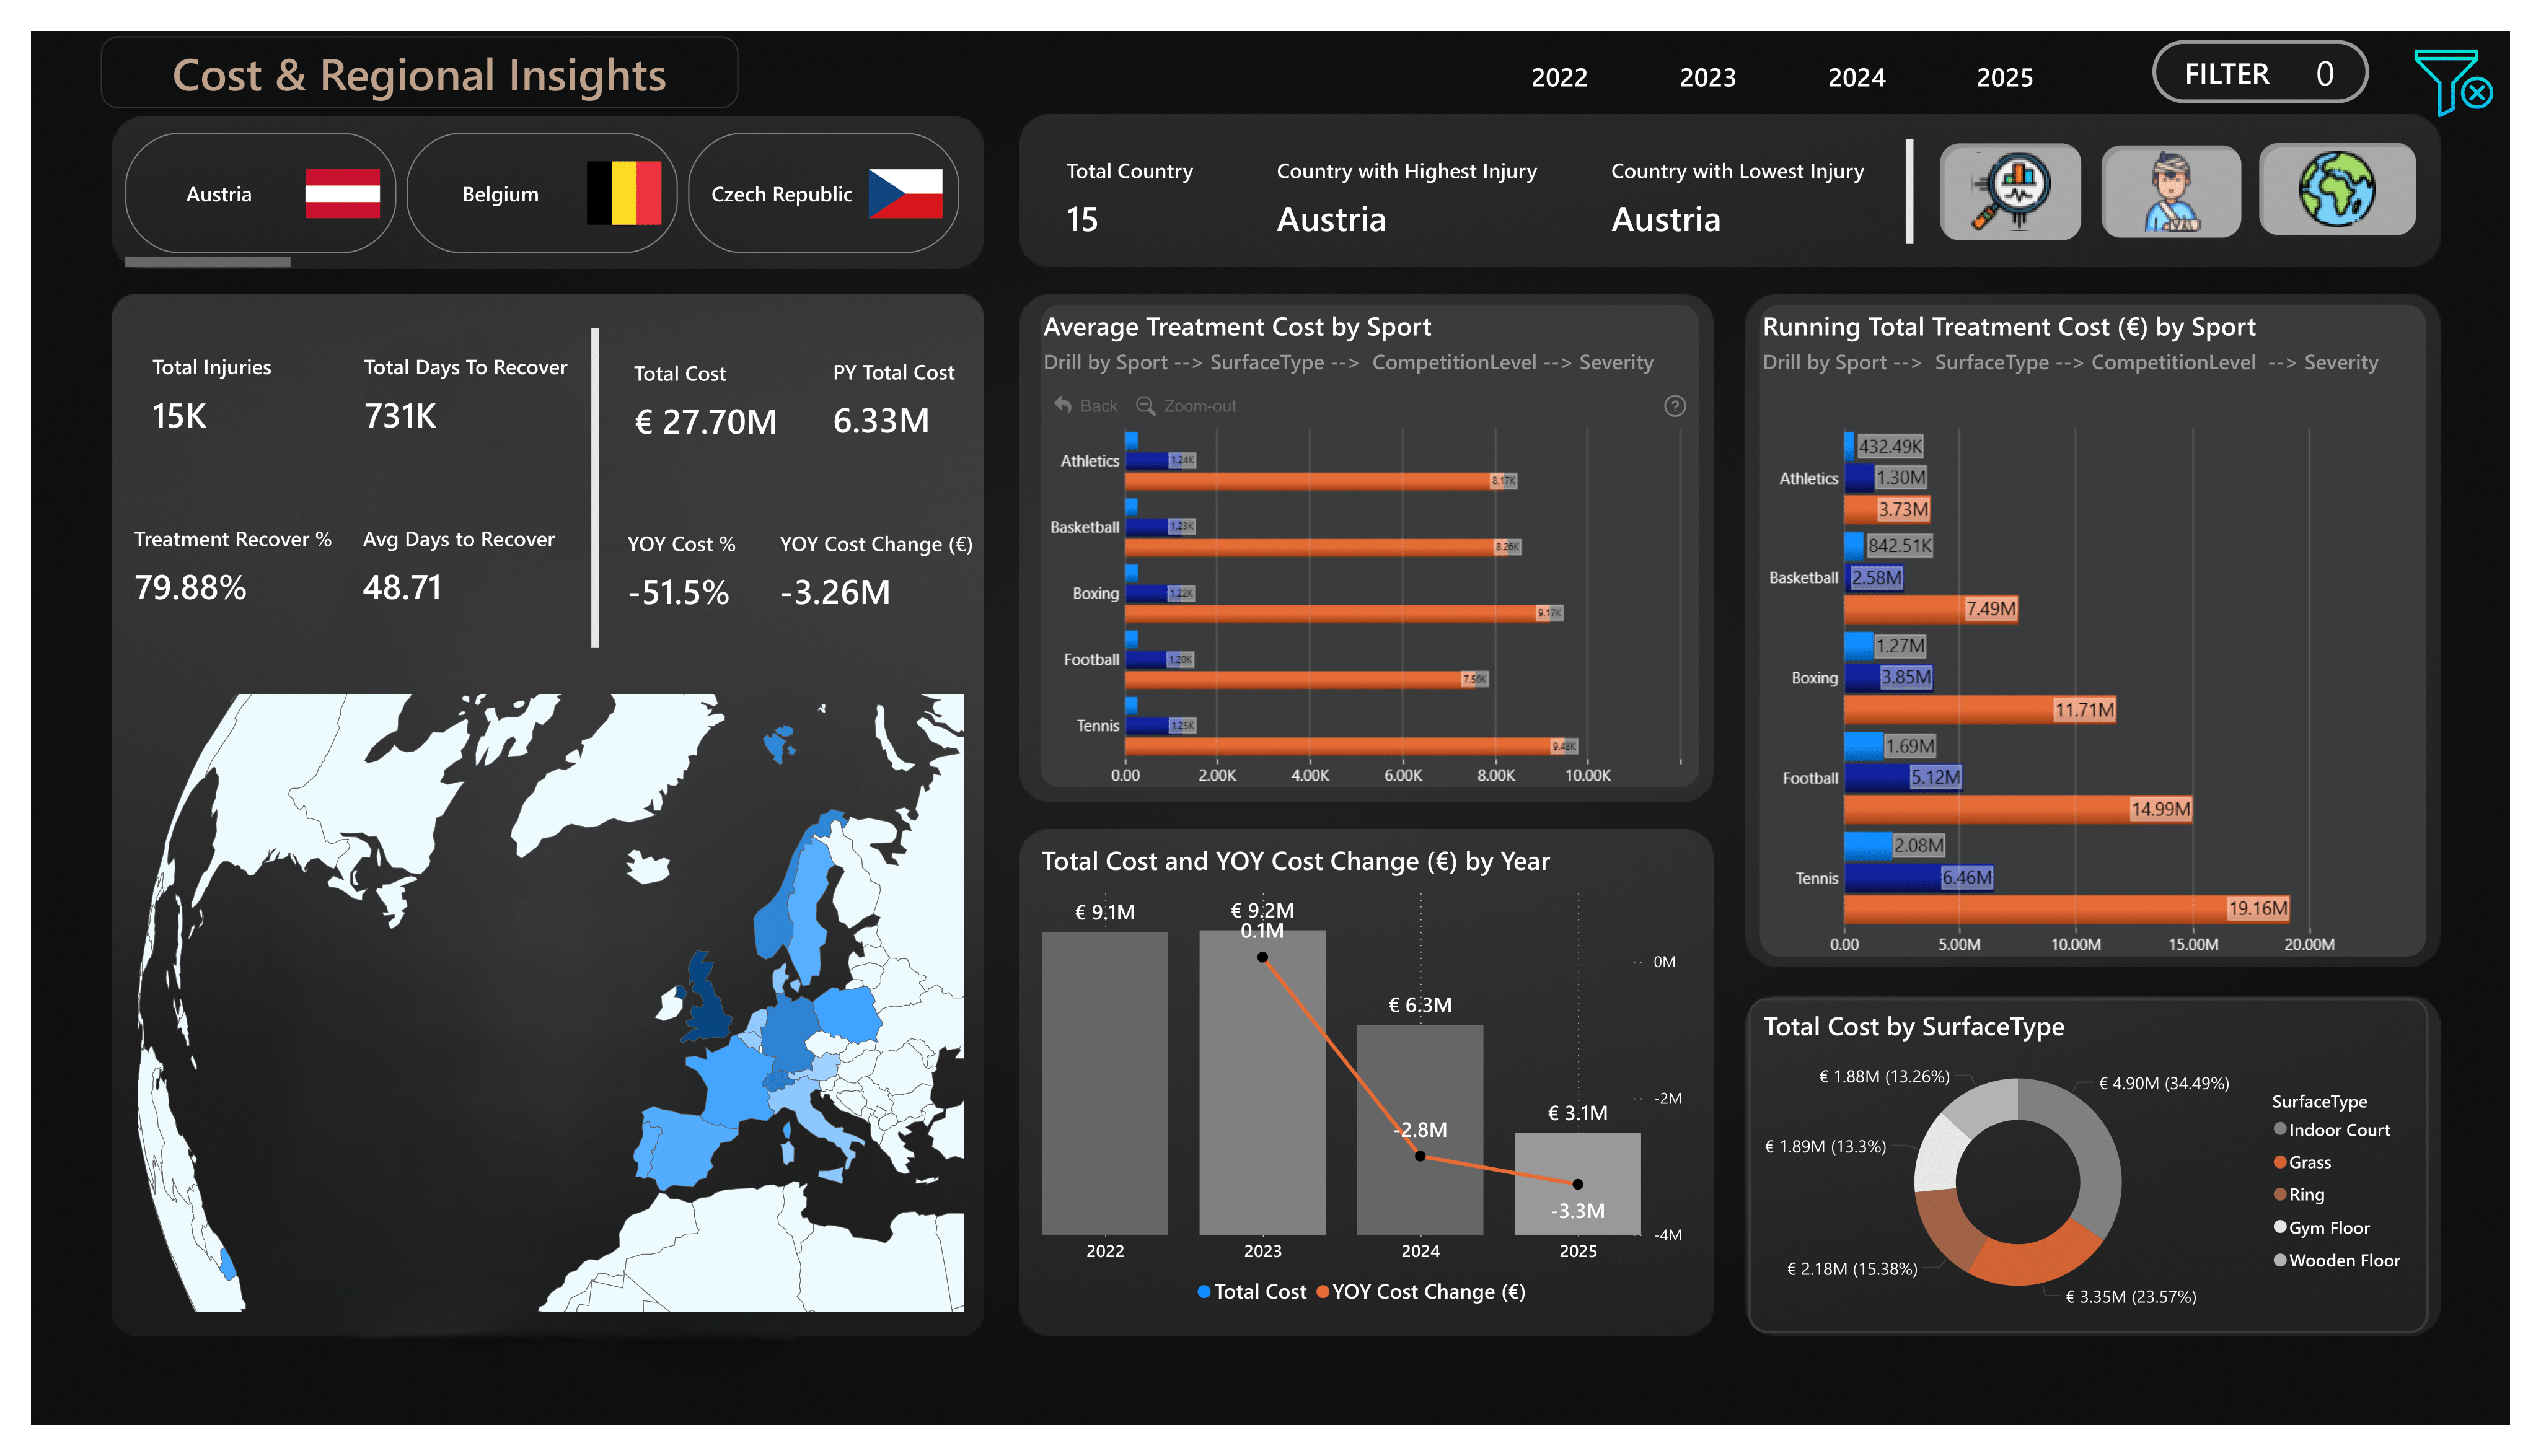 Cost & Regional Insights
2022 2023 2024 2025
FILTER 0
Austria
Belgium
Czech Republic
Total Country
15
Country with Highest Injury
Austria
Country with Lowest Injury
Austria
Total Injuries
15K
Total Days To Recover
731K
Total Cost
€ 27.70M
PY Total Cost
6.33M
Treatment Recover %
79.88%
Avg Days to Recover
48.71
YOY Cost %
-51.5%
YOY Cost Change (€)
-3.26M
Average Treatment Cost by Sport
Drill by Sport --> SurfaceType --> CompetitionLevel --> Severity
Back Zoom-out ?
Athletics
1.24K
8.17K
Basketball
1.23K
8.26K
Boxing
1.22K
9.17K
Football
1.20K
7.56K
Tennis
1.25K
9.48K
0.00 2.00K 4.00K 6.00K 8.00K 10.00K
Running Total Treatment Cost (€) by Sport
Drill by Sport --> SurfaceType --> CompetitionLevel --> Severity
432.49K
Athletics 1.30M
3.73M
842.51K
Basketball 2.58M
7.49M
1.27M
Boxing 3.85M
11.71M
1.69M
Football 5.12M
14.99M
2.08M
Tennis 6.46M
19.16M
0.00 5.00M 10.00M 15.00M 20.00M
Total Cost and YOY Cost Change (€) by Year
€ 9.1M
€ 9.2M
0.1M
€ 6.3M
-2.8M
€ 3.1M
-3.3M
0M
-2M
-4M
2022 2023 2024 2025
Total Cost YOY Cost Change (€)
Total Cost by SurfaceType
€ 1.88M (13.26%)
€ 4.90M (34.49%)
€ 1.89M (13.3%)
€ 2.18M (15.38%)
€ 3.35M (23.57%)
SurfaceType
Indoor Court
Grass
Ring
Gym Floor
Wooden Floor